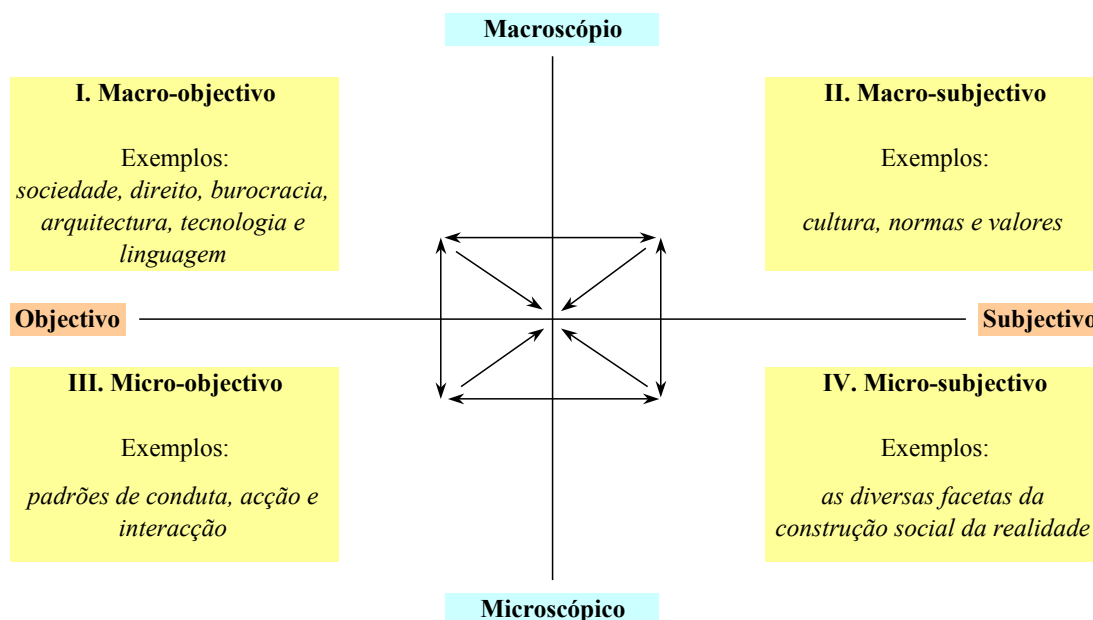 Macroscópio
I. Macro-objectivo
Exemplos:
sociedade, direito, burocracia,
arquitectura, tecnologia e
linguagem
II. Macro-subjectivo
Exemplos:
cultura, normas e valores
Objectivo
Subjectivo
III. Micro-objectivo
Exemplos:
padrões de conduta, acção e
interacção
IV. Micro-subjectivo
Exemplos:
as diversas facetas da
construção social da realidade
Microscópico